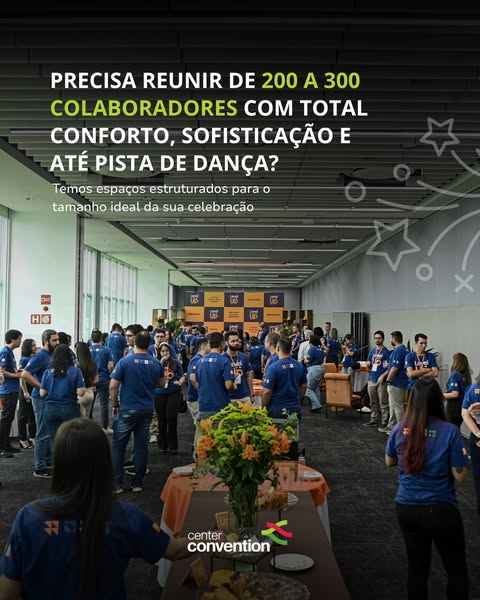 PRECISA REUNIR DE 200 A 300
COLABORADORES COM TOTAL
CONFORTO, SOFISTICAÇÃO E
ATÉ PISTA DE DANÇA?
Temos espaços estruturados para o
tamanho ideal da sua celebração
center
convention